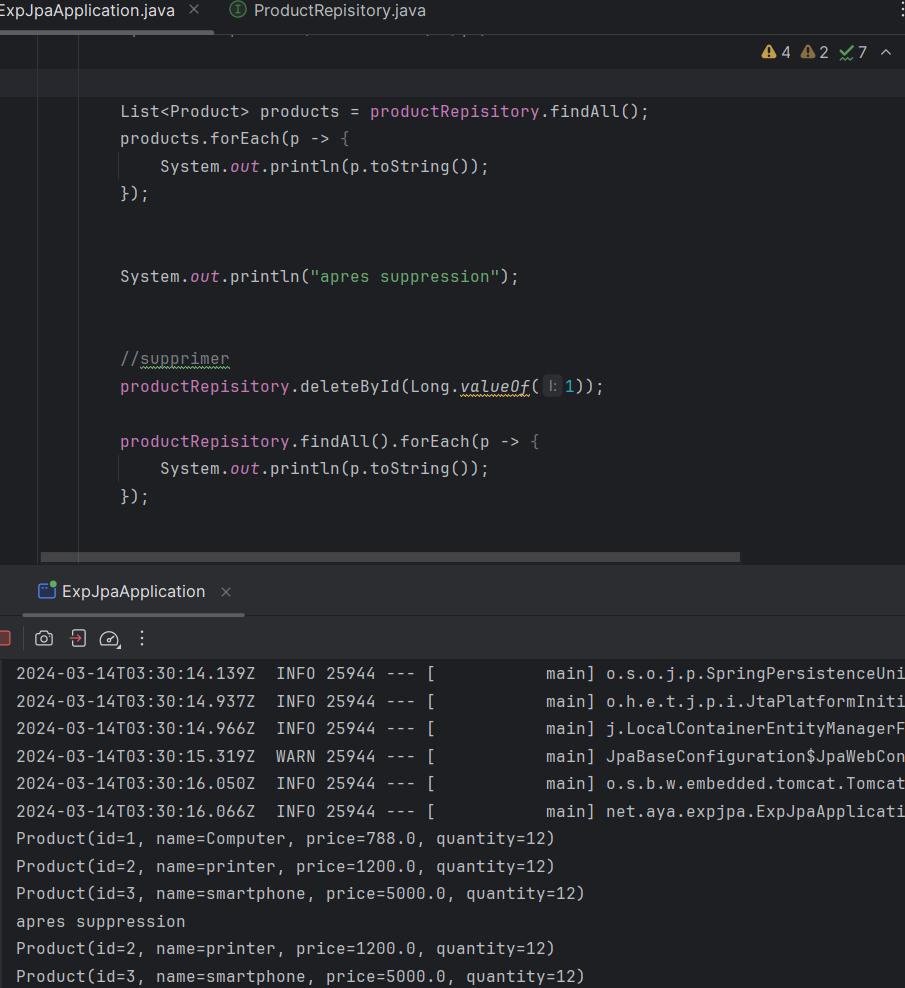 ExpJpaApplication.java ProductRepisitory.java
4 2 7
List<Product> products = productRepisitory.findAll();
products.forEach(p -> {
System.out.println(p.toString());
});
System.out.println("apres suppression");
//supprimer
productRepisitory.deleteById(Long.valueOf( l: 1));
productRepisitory.findAll().forEach(p -> {
System.out.println(p.toString());
});
ExpJpaApplication
2024-03-14T03:30:14.139Z INFO 25944 --- [ main] o.s.o.j.p.SpringPersistenceUni
2024-03-14T03:30:14.937Z INFO 25944 --- [ main] o.h.e.t.j.p.i.JtaPlatformIniti
2024-03-14T03:30:14.966Z INFO 25944 --- [ main] j.LocalContainerEntityManagerF
2024-03-14T03:30:15.319Z WARN 25944 --- [ main] JpaBaseConfiguration$JpaWebCon
2024-03-14T03:30:16.050Z INFO 25944 --- [ main] o.s.b.w.embedded.tomcat.Tomcat
2024-03-14T03:30:16.066Z INFO 25944 --- [ main] net.aya.expjpa.ExpJpaApplicati
Product(id=1, name=Computer, price=788.0, quantity=12)
Product(id=2, name=printer, price=1200.0, quantity=12)
Product(id=3, name=smartphone, price=5000.0, quantity=12)
apres suppression
Product(id=2, name=printer, price=1200.0, quantity=12)
Product(id=3, name=smartphone, price=5000.0, quantity=12)